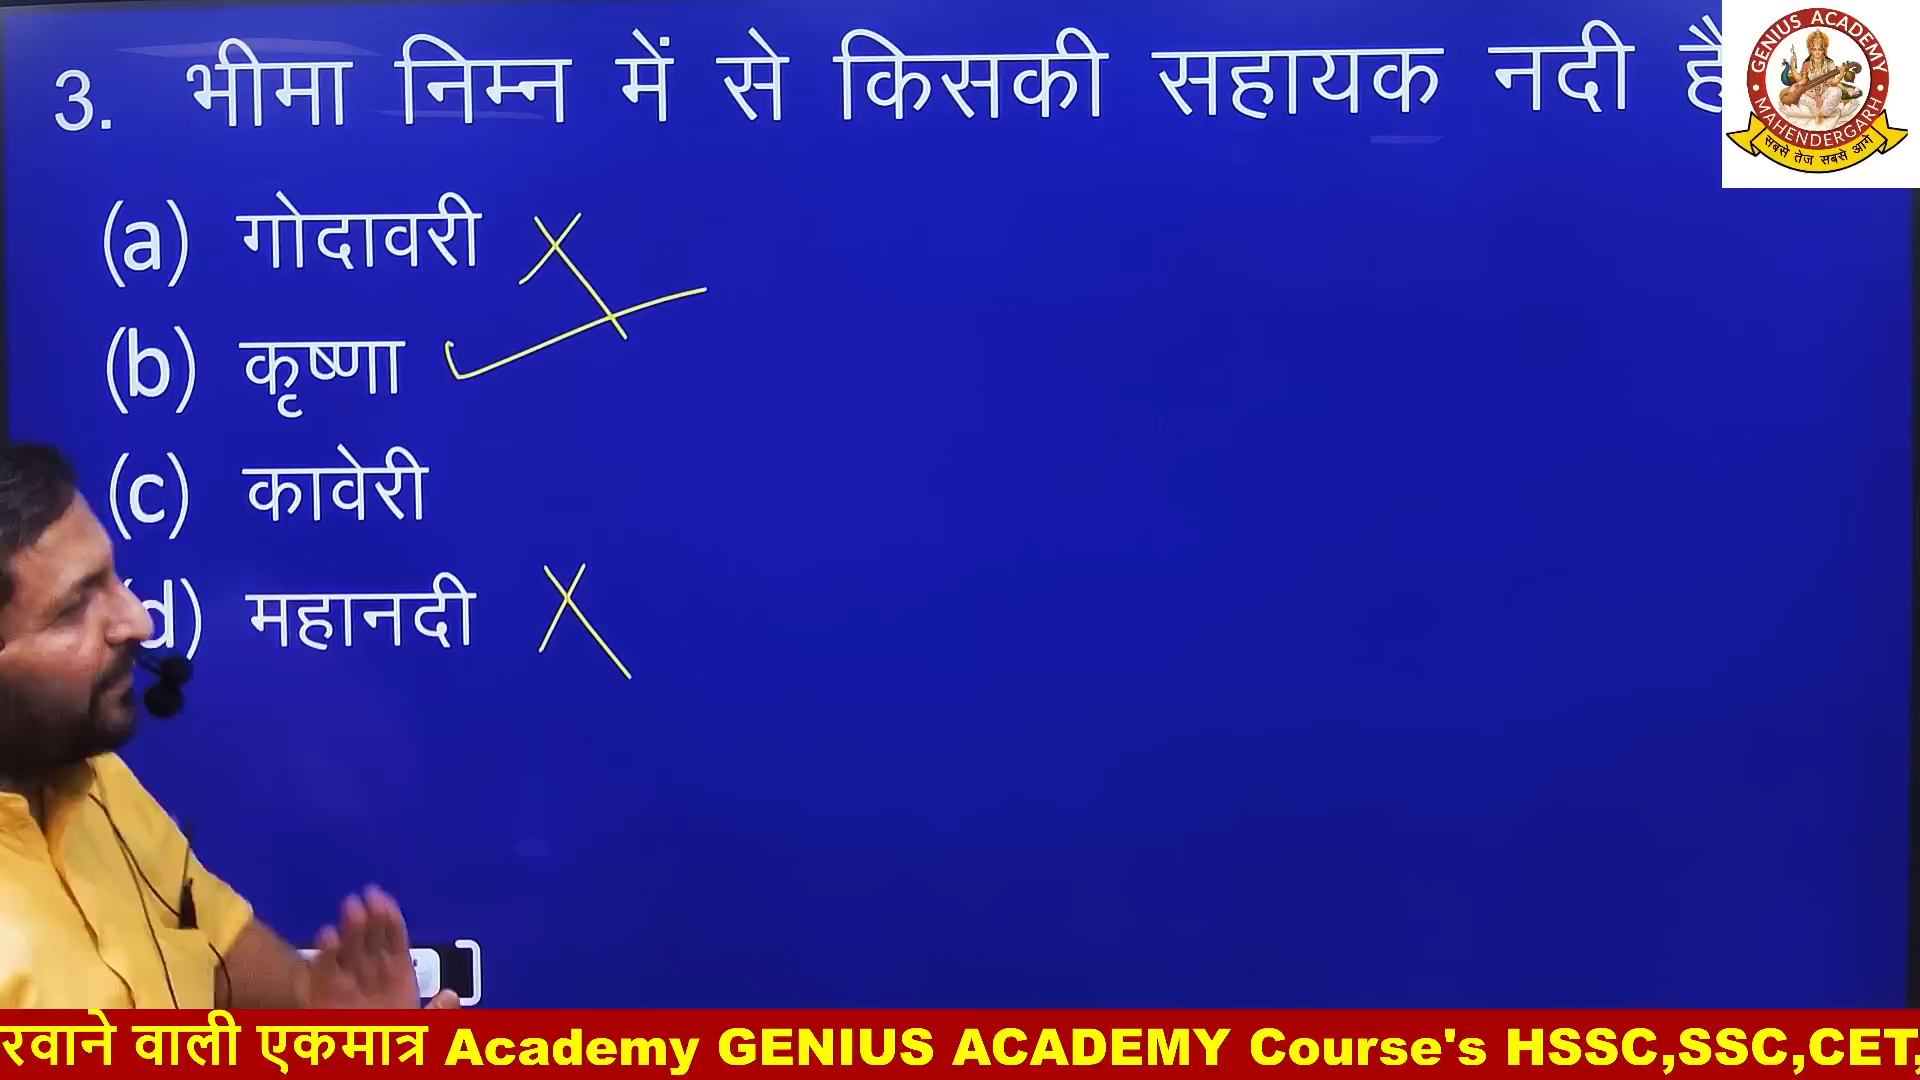 3. भीमा निम्न में से किसकी सहायक नदी है
(a) गोदावरी
(b) कृष्णा
(c) कावेरी
(d) महानदी
GENIUS ACADEMY
MAHENDERGARH
सबसे तेज सबसे आगे
रवाने वाली एकमात्र Academy GENIUS ACADEMY Course's HSSC,SSC,CET,